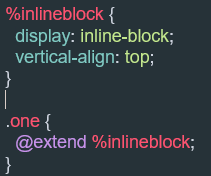 %inlineblock {
  display: inline-block;
  vertical-align: top;
}

.one {
  @extend %inlineblock;
}